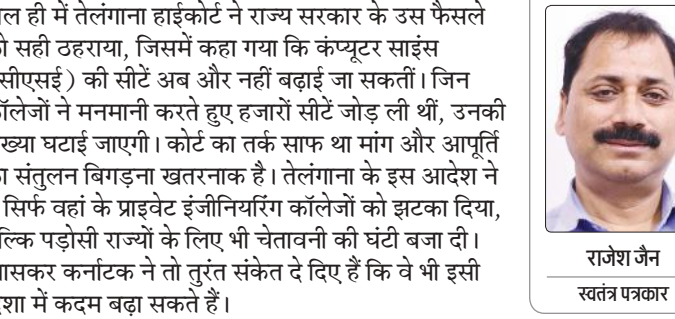 ल ही में तेलंगाना हाईकोर्ट ने राज्य सरकार के उस फैसले
सही ठहराया, जिसमें कहा गया कि कंप्यूटर साइंस
सीएसई) की सीटें अब और नहीं बढ़ाई जा सकतीं। जिन
ॉलेजों ने मनमानी करते हुए हजारों सीटें जोड़ ली थीं, उनकी
ख्या घटाई जाएगी। कोर्ट का तर्क साफ था मांग और आपूर्ति
संतुलन बिगड़ना खतरनाक है। तेलंगाना के इस आदेश ने
सिर्फ वहां के प्राइवेट इंजीनियरिंग कॉलेजों को झटका दिया,
ल्कि पड़ोसी राज्यों के लिए भी चेतावनी की घंटी बजा दी।
ासकर कर्नाटक ने तो तुरंत संकेत दे दिए हैं कि वे भी इसी
शा में कदम बढ़ा सकते हैं।
राजेश जैन
स्वतंत्र पत्रकार